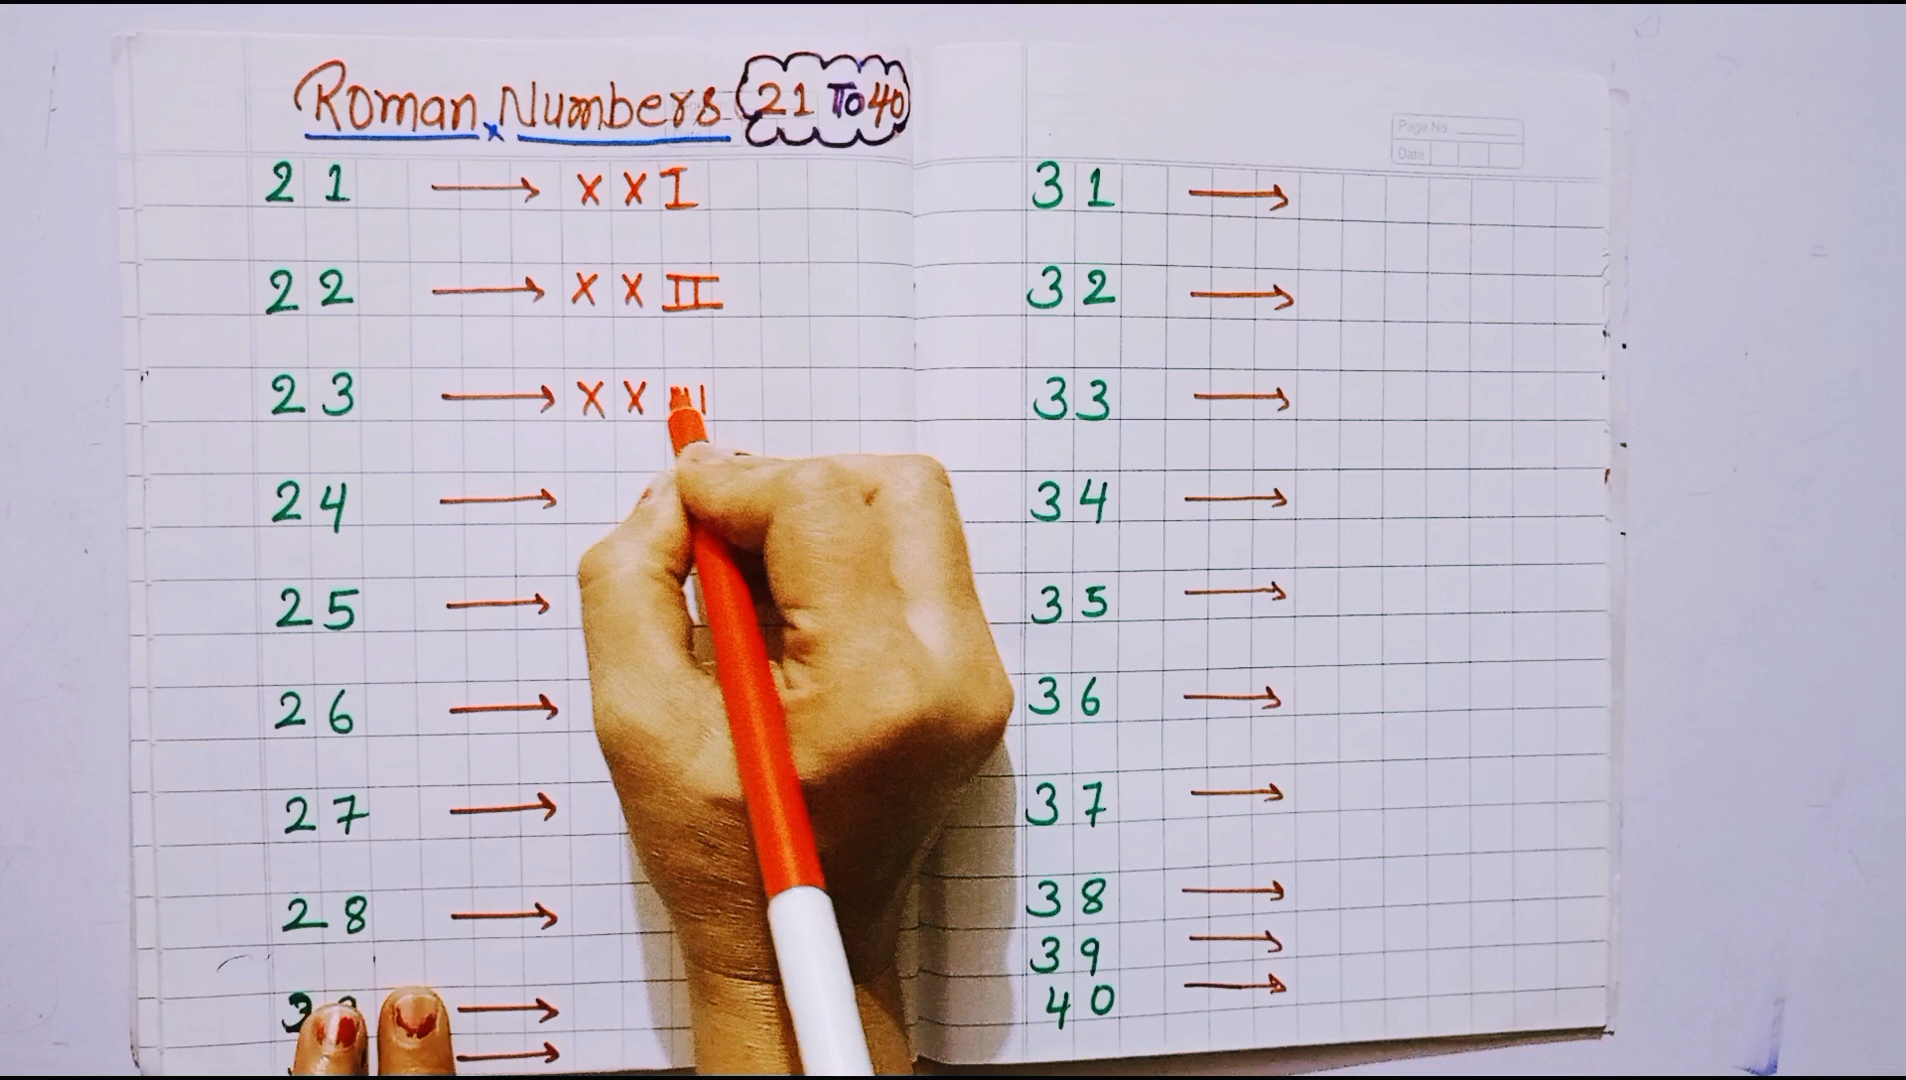 Roman Numbers 21 To 40
21 → XXI
22 → XXII
23 → XX
24 →
25 →
26 →
27 →
28 →
→
→
Page No.
Date
31 →
32 →
33 →
34 →
35 →
36 →
37 →
38 →
39 →
40 →